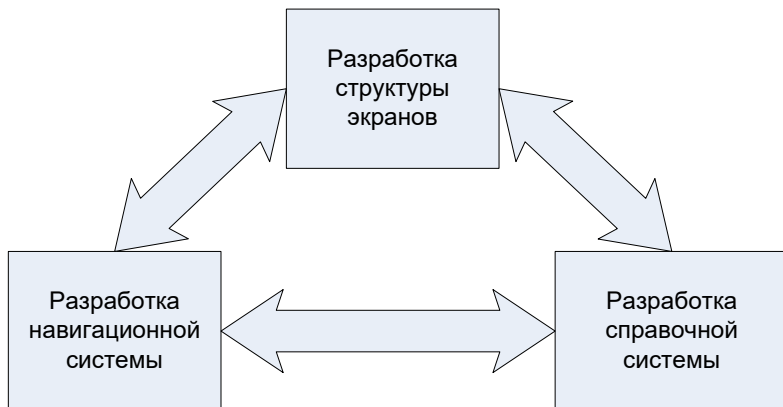 Разработка
структуры
экранов
Разработка
навигационной
системы
Разработка
справочной
системы